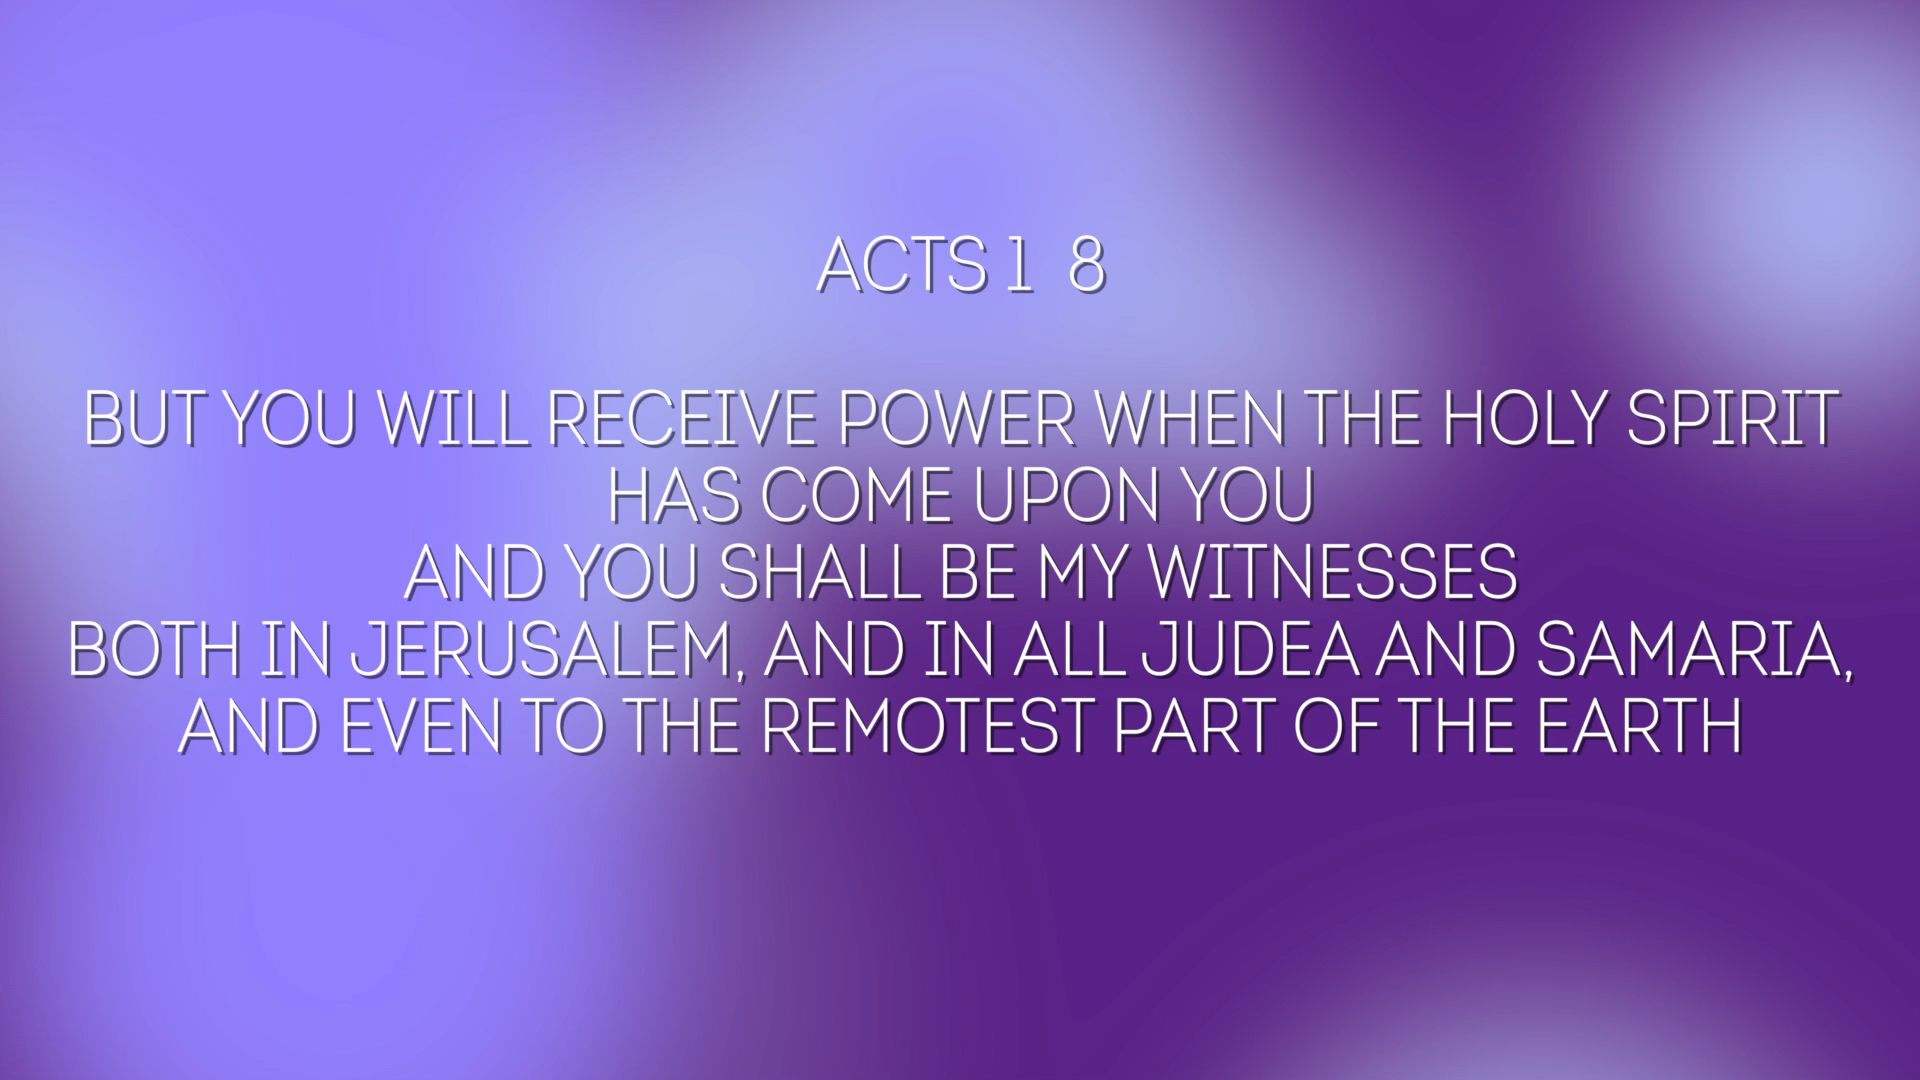 ACTS 1 8
BUT YOU WILL RECEIVE POWER WHEN THE HOLY SPIRIT
HAS COME UPON YOU
AND YOU SHALL BE MY WITNESSES
BOTH IN JERUSALEM, AND IN ALL JUDEA AND SAMARIA,
AND EVEN TO THE REMOTEST PART OF THE EARTH